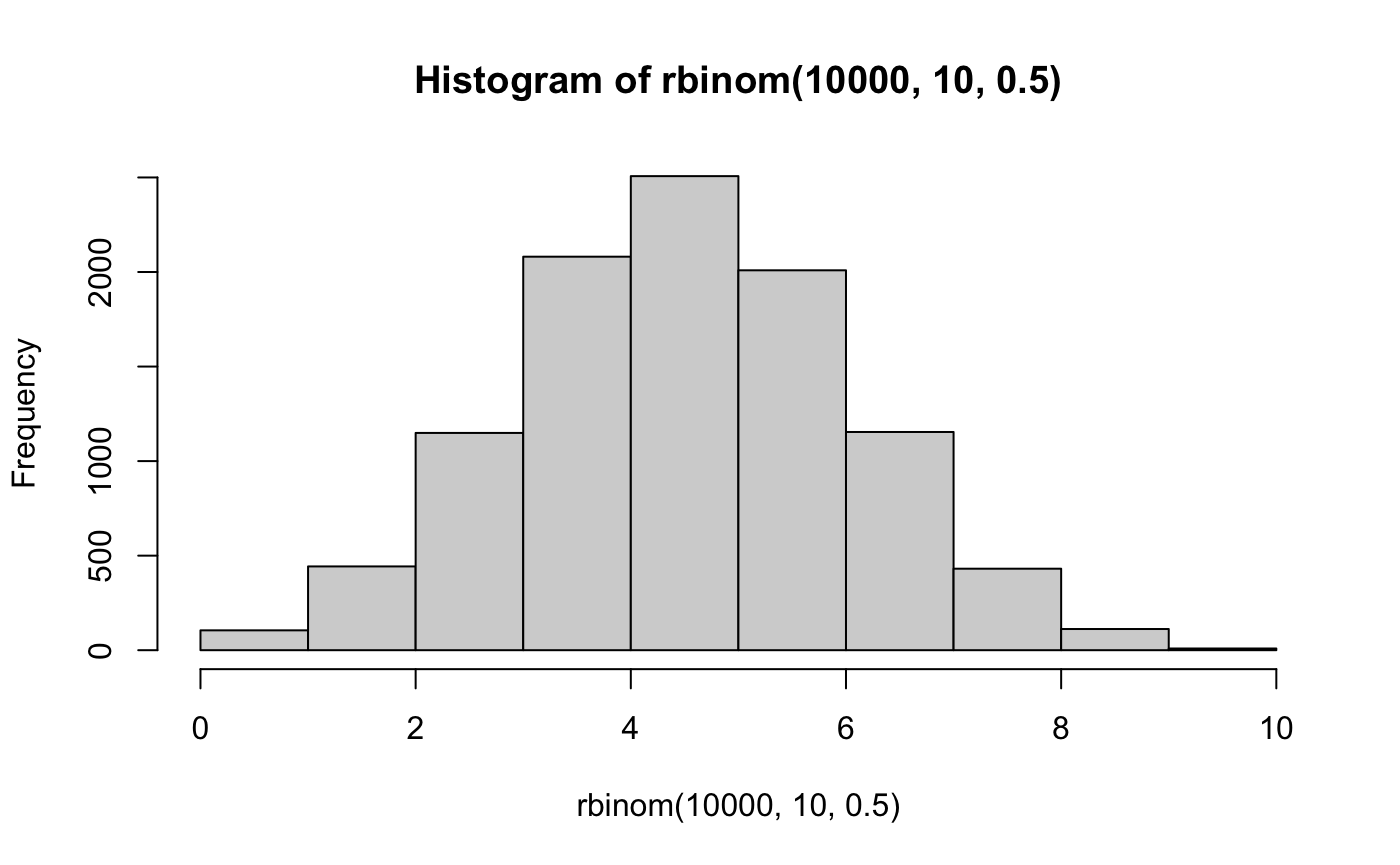 Histogram of rbinom(10000, 10, 0.5)
Frequency
2000
1000
500
0
0 2 4 6 8 10
rbinom(10000, 10, 0.5)